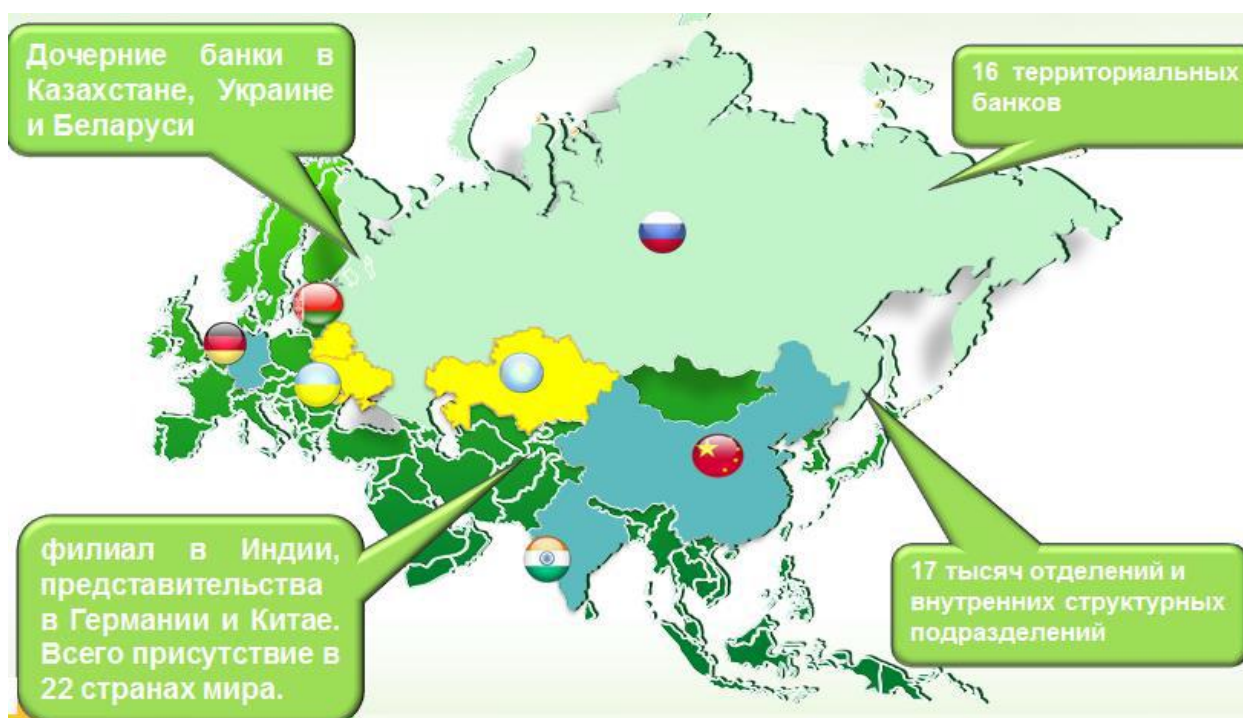 Дочерние банки в
Казахстане, Украине
и Беларуси
16 территориальных
банков
филиал в Индии,
представительства
в Германии и Китае.
Всего присутствие в
22 странах мира.
17 тысяч отделений и
внутренних структурных
подразделений